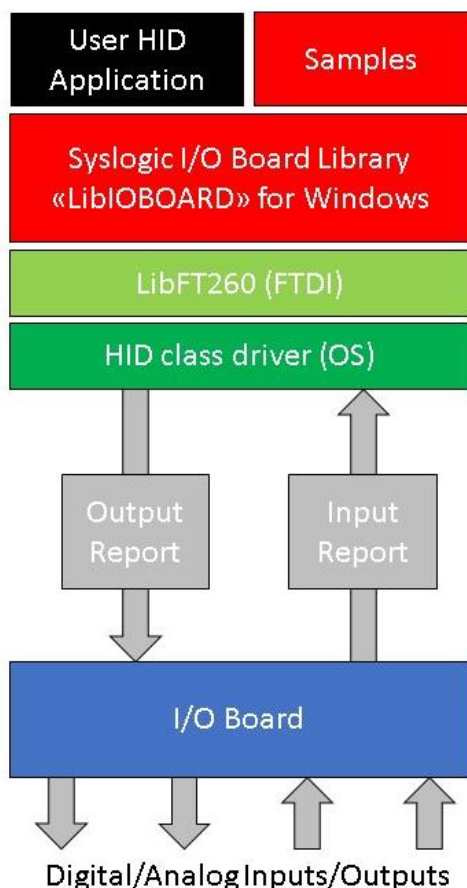 User HID
Application
Samples
Syslogic I/O Board Library
«LibIOBOARD» for Windows
LibFT260 (FTDI)
HID class driver (OS)
Output
Report
Input
Report
I/O Board
Digital/Analog Inputs/Outputs